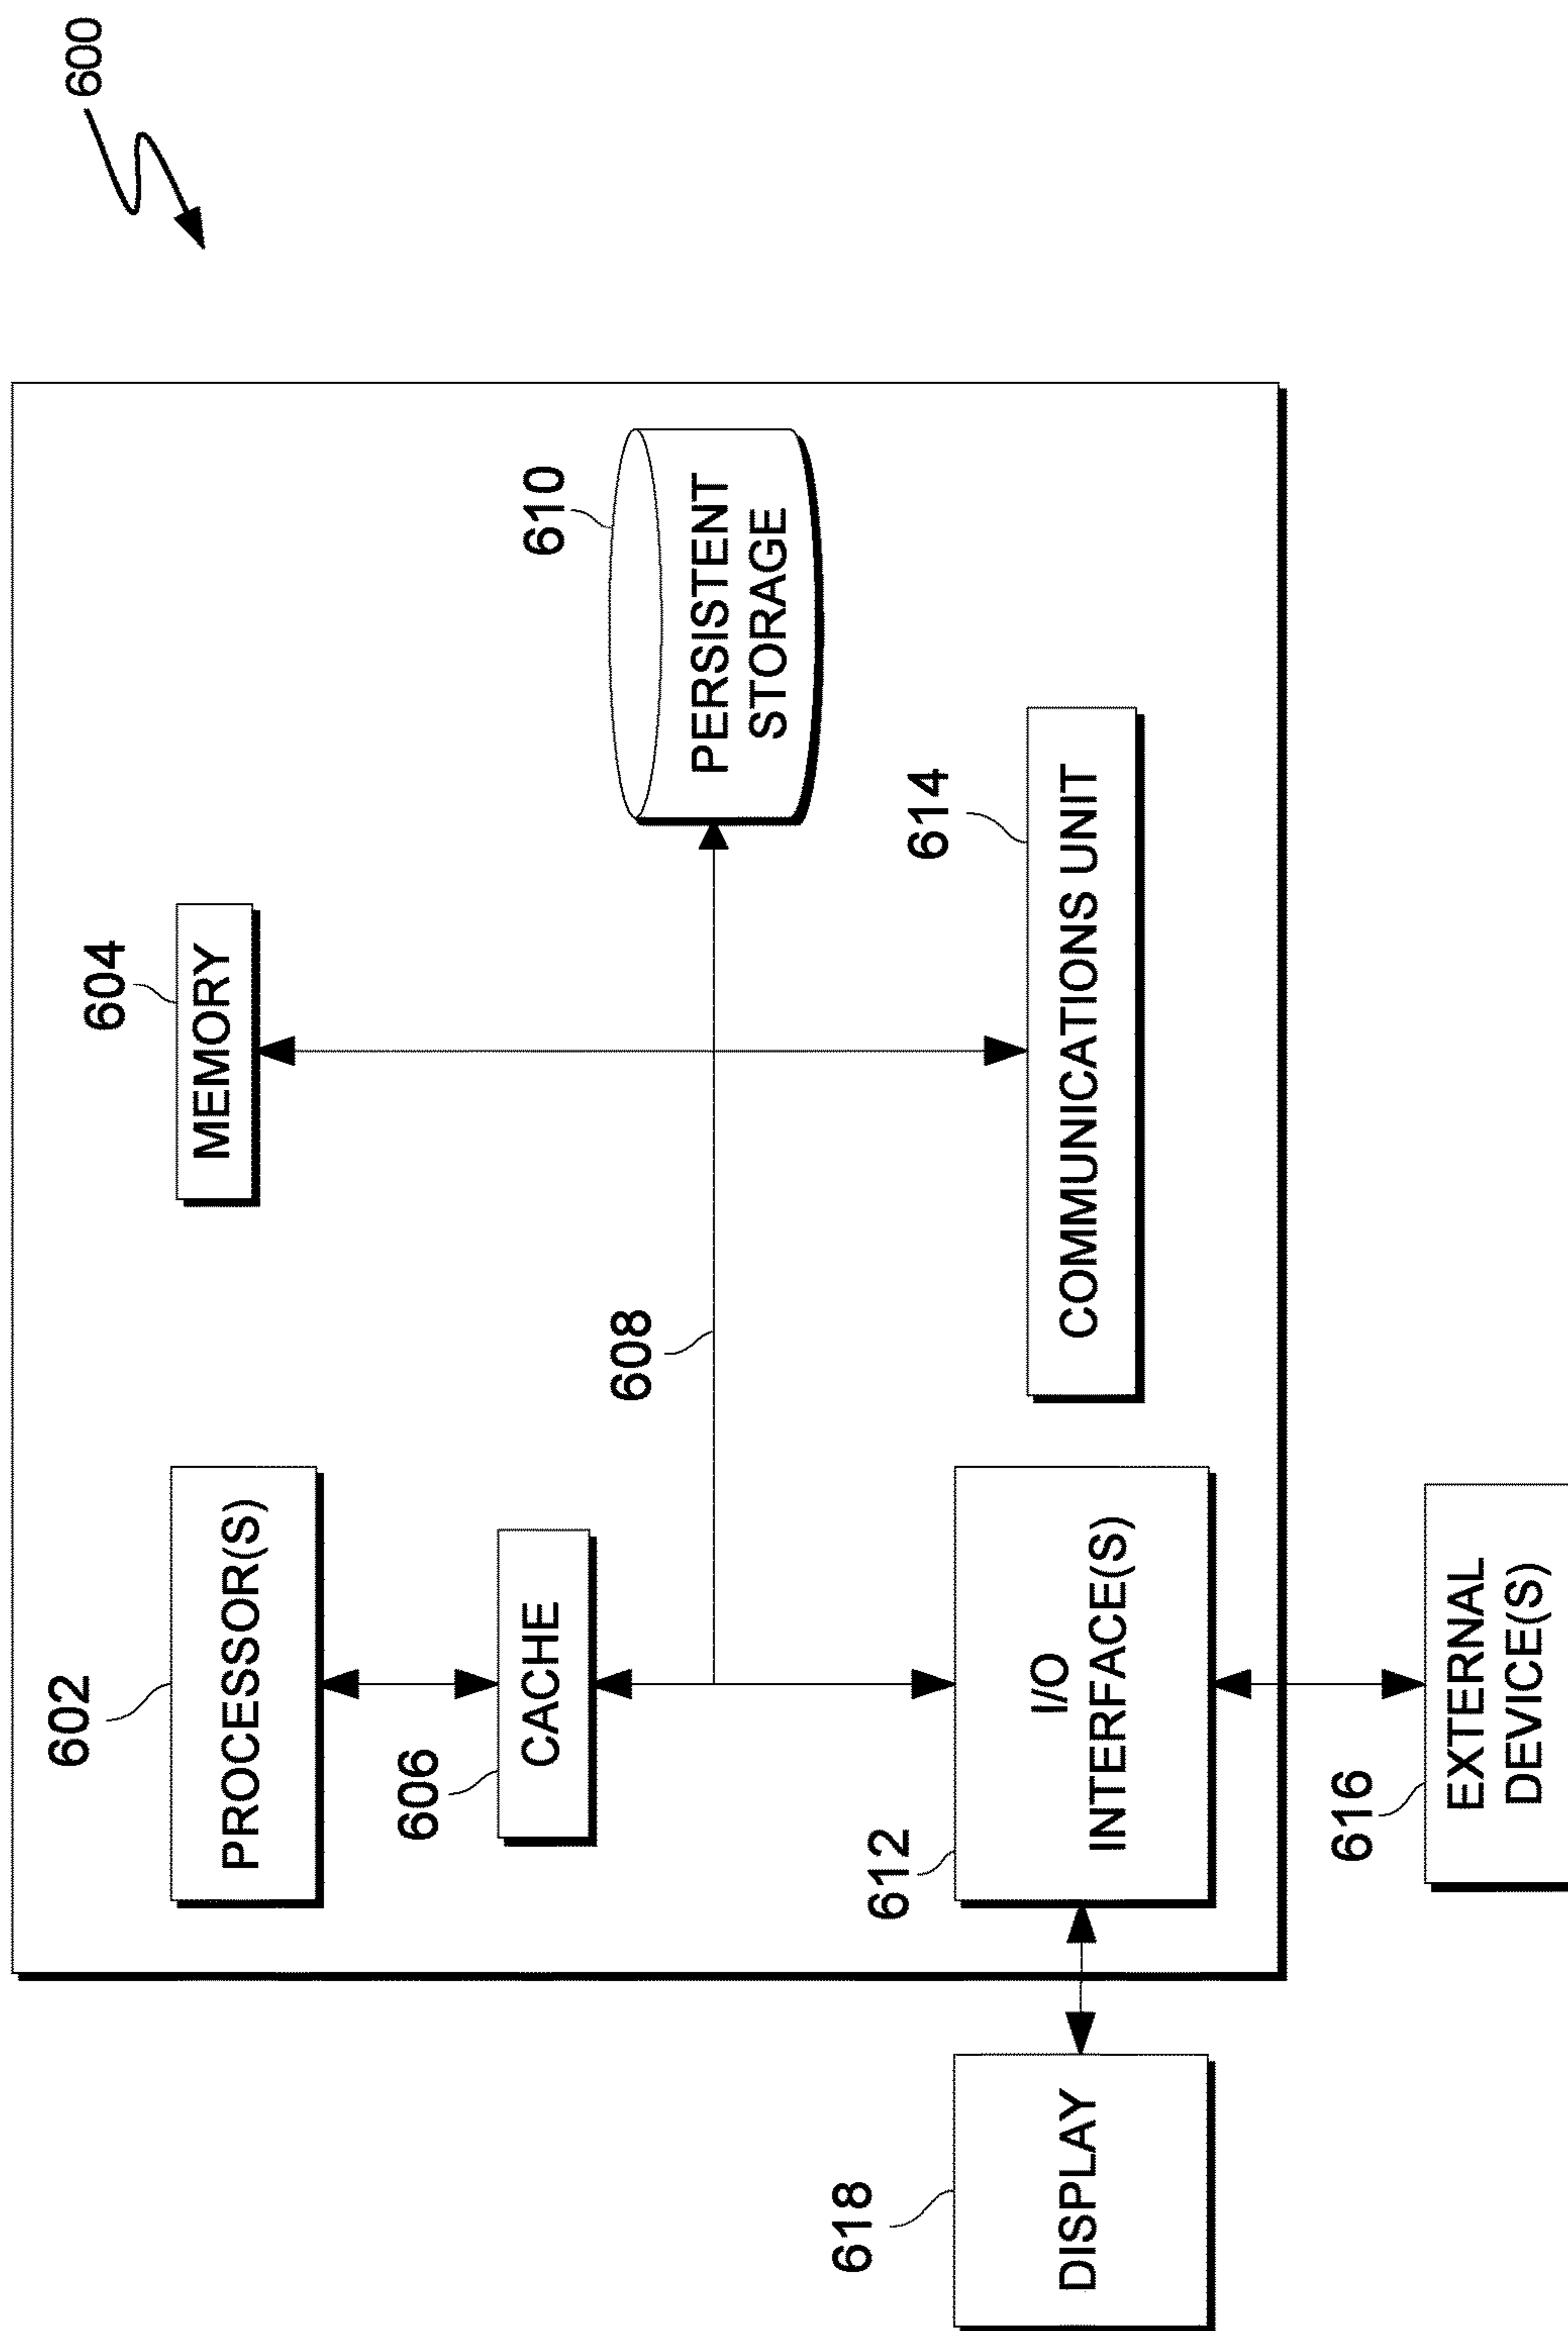 600
602
PROCESSOR(S)
604
MEMORY
606
CACHE
608
610
PERSISTENT
STORAGE
612
I/O
INTERFACE(S)
614
COMMUNICATIONS UNIT
618
DISPLAY
616
EXTERNAL
DEVICE(S)